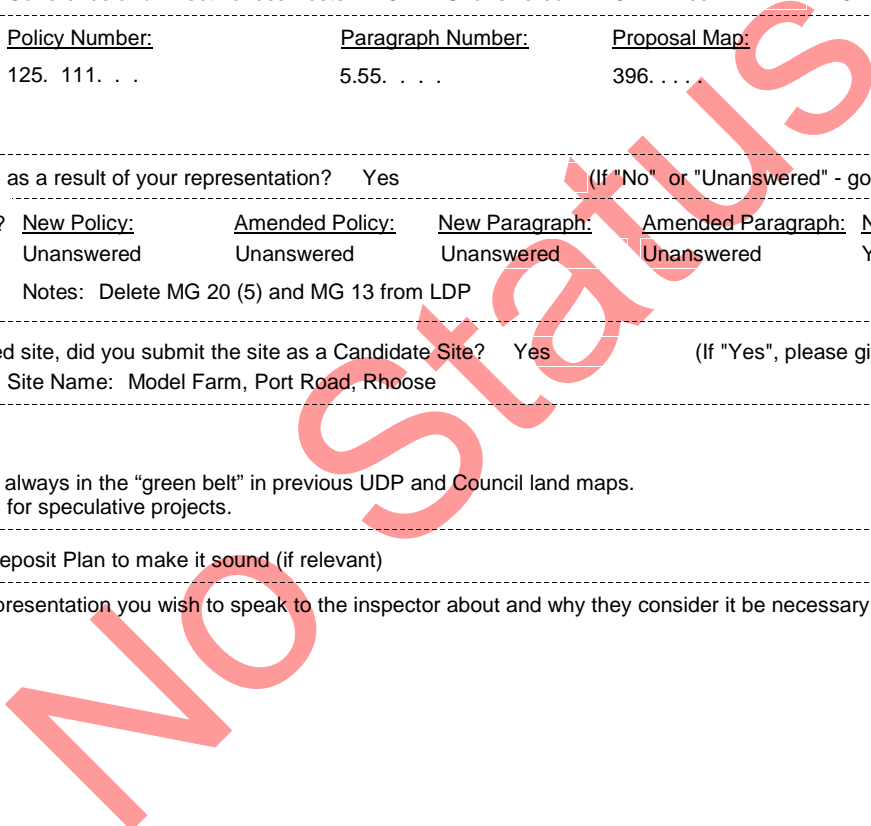 Policy Number: Paragraph Number: Proposal Map:
125. 111. . . 5.55. . . . 396. . . . .
as a result of your representation? Yes (If "No" or "Unanswered" - go
? New Policy: Amended Policy: New Paragraph: Amended Paragraph:
Unanswered Unanswered Unanswered Unanswered
Notes: Delete MG 20 (5) and MG 13 from LDP
site, did you submit the site as a Candidate Site? Yes (If "Yes", please
Site Name: Model Farm, Port Road, Rhoose
always in the “green belt” in previous UDP and Council land maps.
for speculative projects.
eposit Plan to make it sound (if relevant)
presentation you wish to speak to the inspector about and why they consider it be necessary
No Status